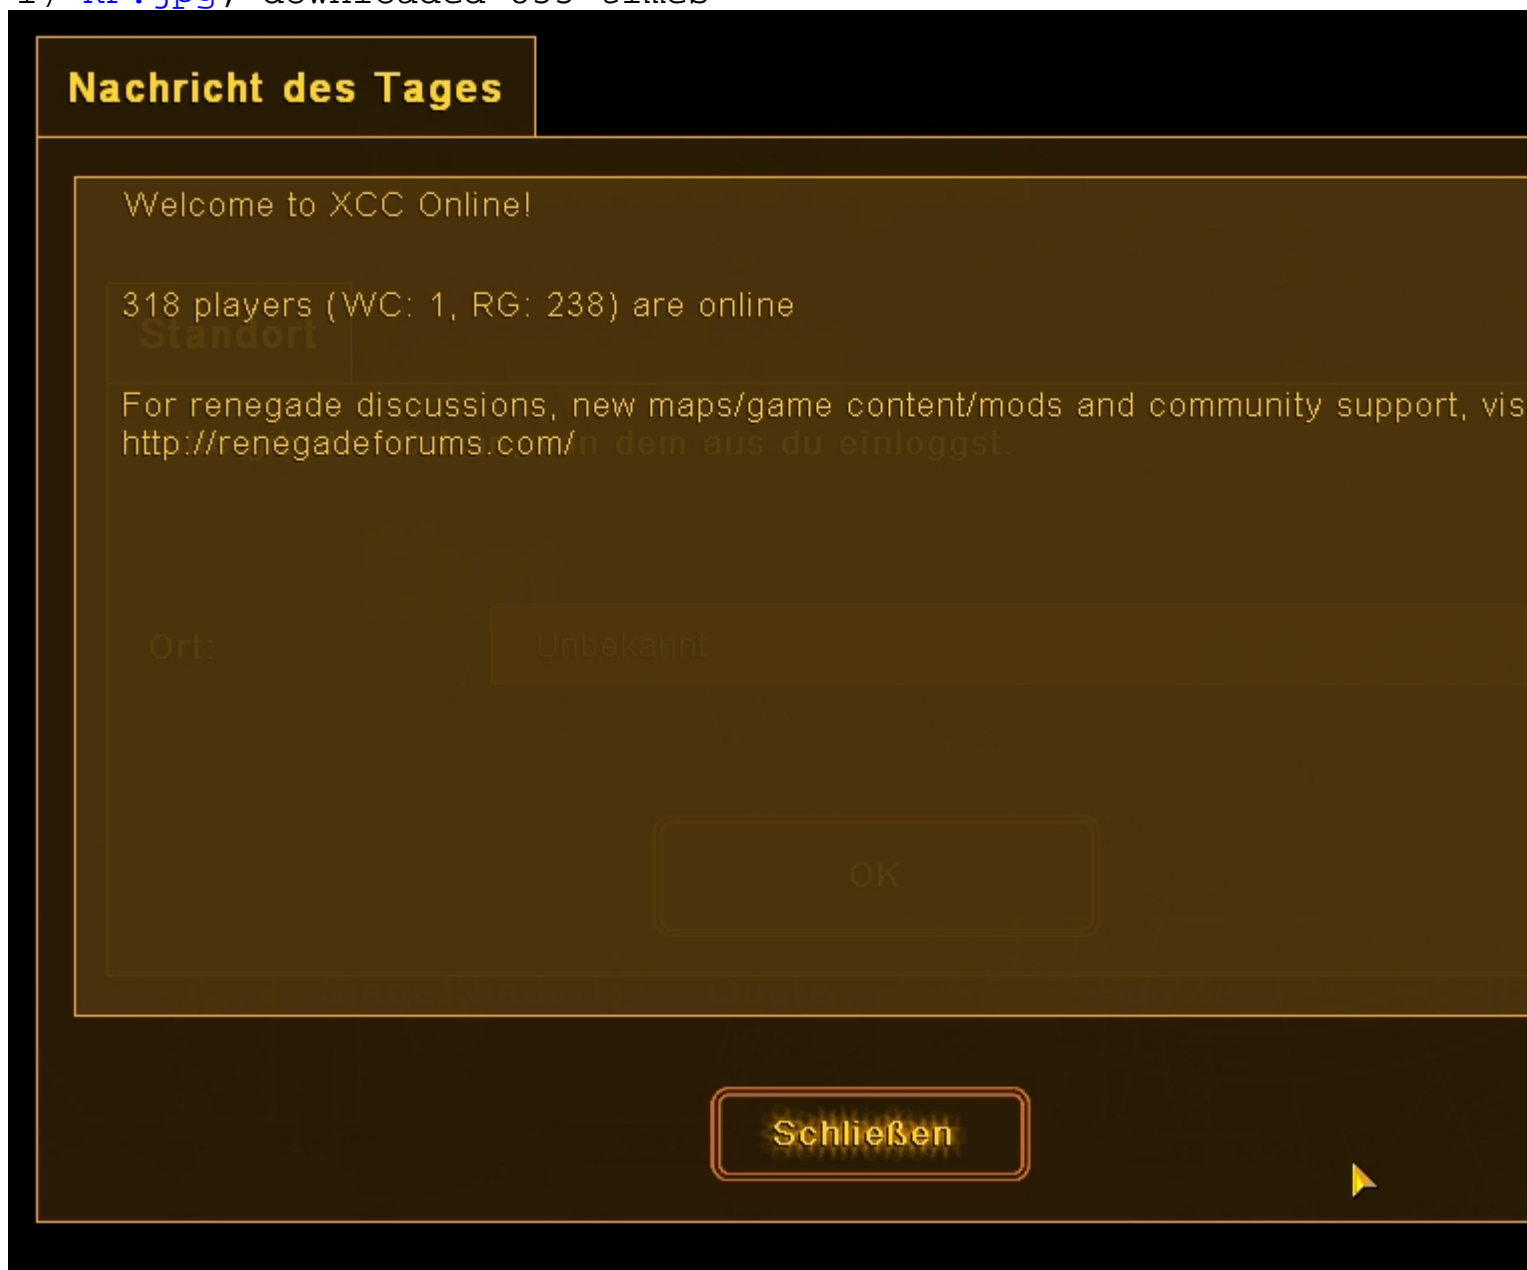 Nachricht des Tages
Welcome to XCC Online!
318 players (WC: 1, RG: 238) are online
Standort
For renegade discussions, new maps/game content/mods and community support, vis
http://renegadeforums.com/
dem aus du einloggst.
Ort:
Unbekannt
OK
Schließen